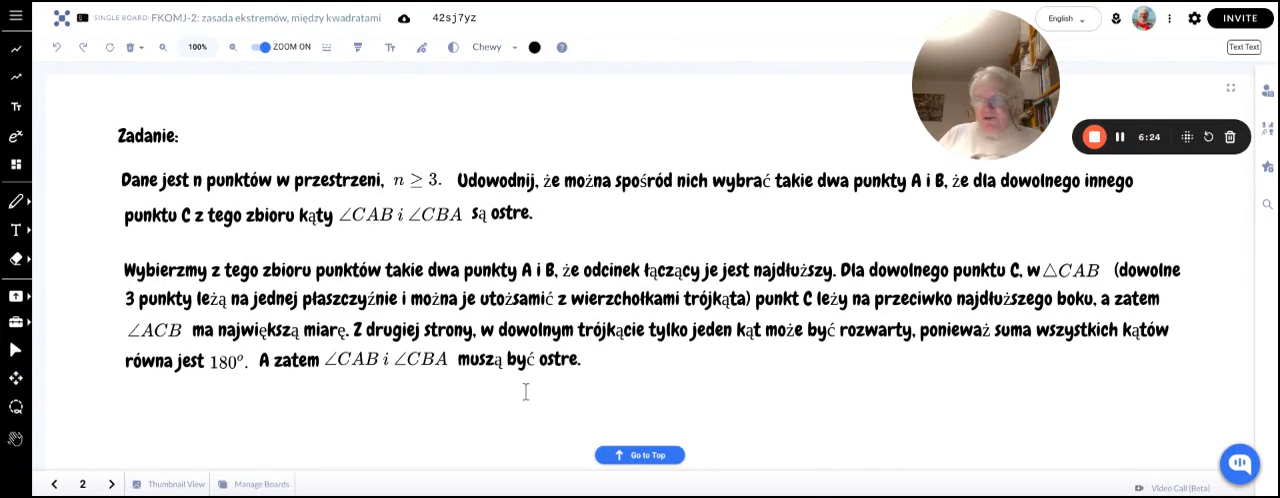 SINGLE BOARD: FKOMJ-2: zasada ekstremów, między kwadratami 42sj7yz English INVITE
100% ZOOM ON Tr Chewy Text Text
6:24
Zadanie:
Dane jest n punktów w przestrzeni, n ≥ 3. Udowodnij, że można spośród nich wybrać takie dwa punkty A i B, że dla dowolnego innego
punktu C z tego zbioru kąty ∠CAB i ∠CBA są ostre.
Wybierzmy z tego zbioru punktów takie dwa punkty A i B, że odcinek łączący je jest najdłuższy. Dla dowolnego punktu C, w △CAB (dowolne
3 punkty leżą na jednej płaszczyźnie i można je utożsamić z wierzchołkami trójkąta) punkt C leży na przeciwko najdłuższego boku, a zatem
∠ACB ma największą miarę. Z drugiej strony, w dowolnym trójkącie tylko jeden kąt może być rozwarty, ponieważ suma wszystkich kątów
równa jest 180°. A zatem ∠CAB i ∠CBA muszą być ostre.
Go to Top
2 Thumbnail View Manage Boards Video Call (Beta)